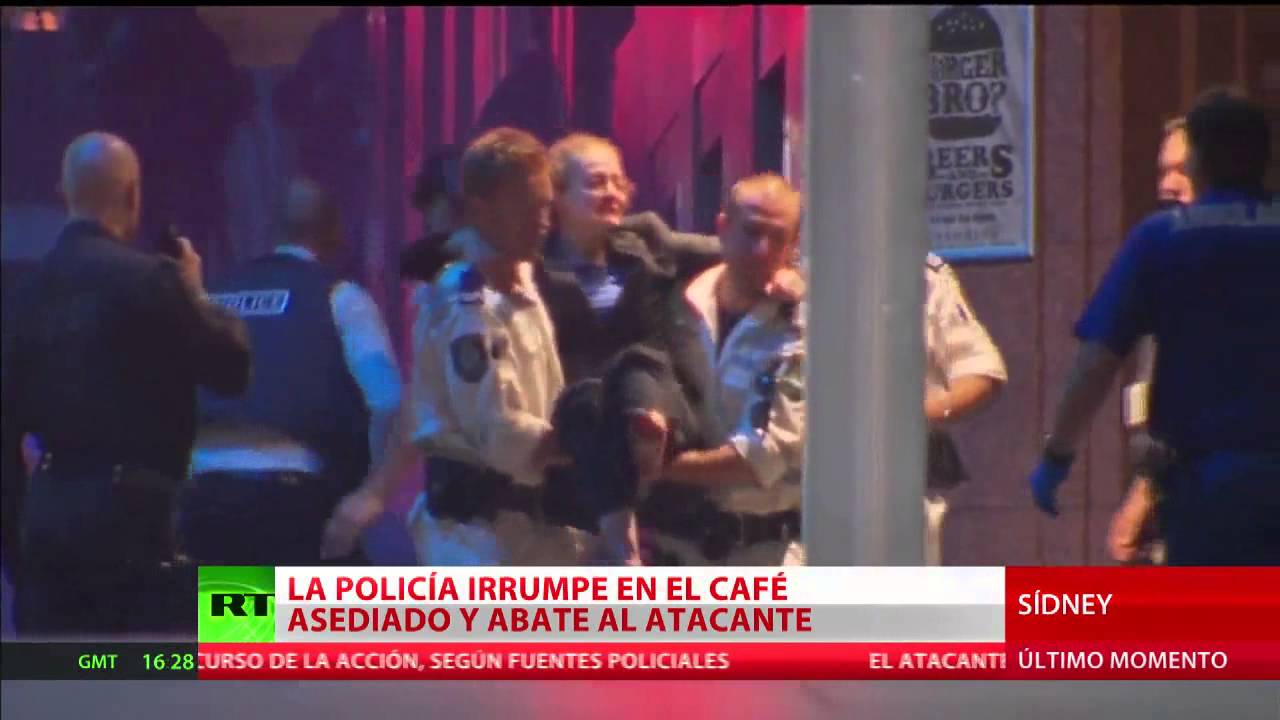 POLICE
BURGER
BRO?
BEERS
AND
BURGERS
RT
LA POLICÍA IRRUMPE EN EL CAFÉ
ASEDIADO Y ABATE AL ATACANTE
SÍDNEY
GMT 16:28
CURSO DE LA ACCIÓN, SEGÚN FUENTES POLICIALES EL ATACANTE
ÚLTIMO MOMENTO